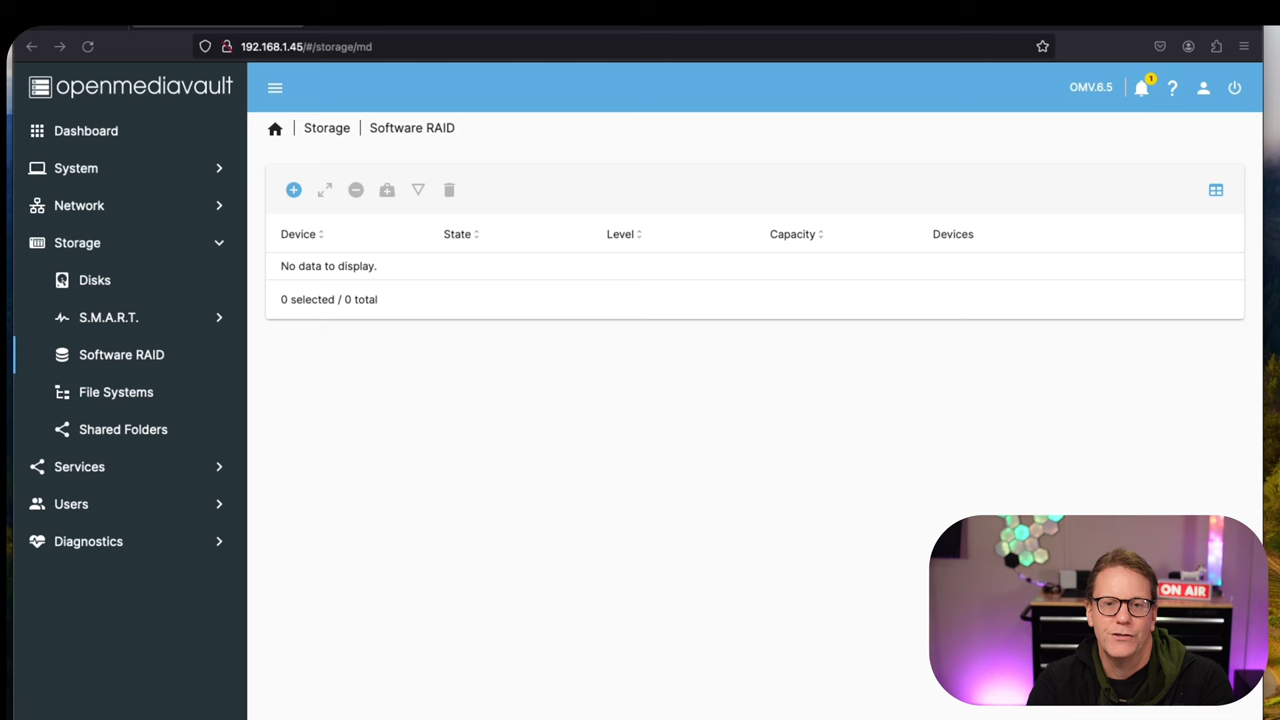 192.168.1.45/#/storage/md
openmediavault
OMV.6.5
1
?
Storage
Software RAID
Dashboard
System
Network
Storage
Disks
S.M.A.R.T.
Software RAID
File Systems
Shared Folders
Services
Users
Diagnostics
Device
State
Level
Capacity
Devices
No data to display.
0 selected / 0 total
ON AIR